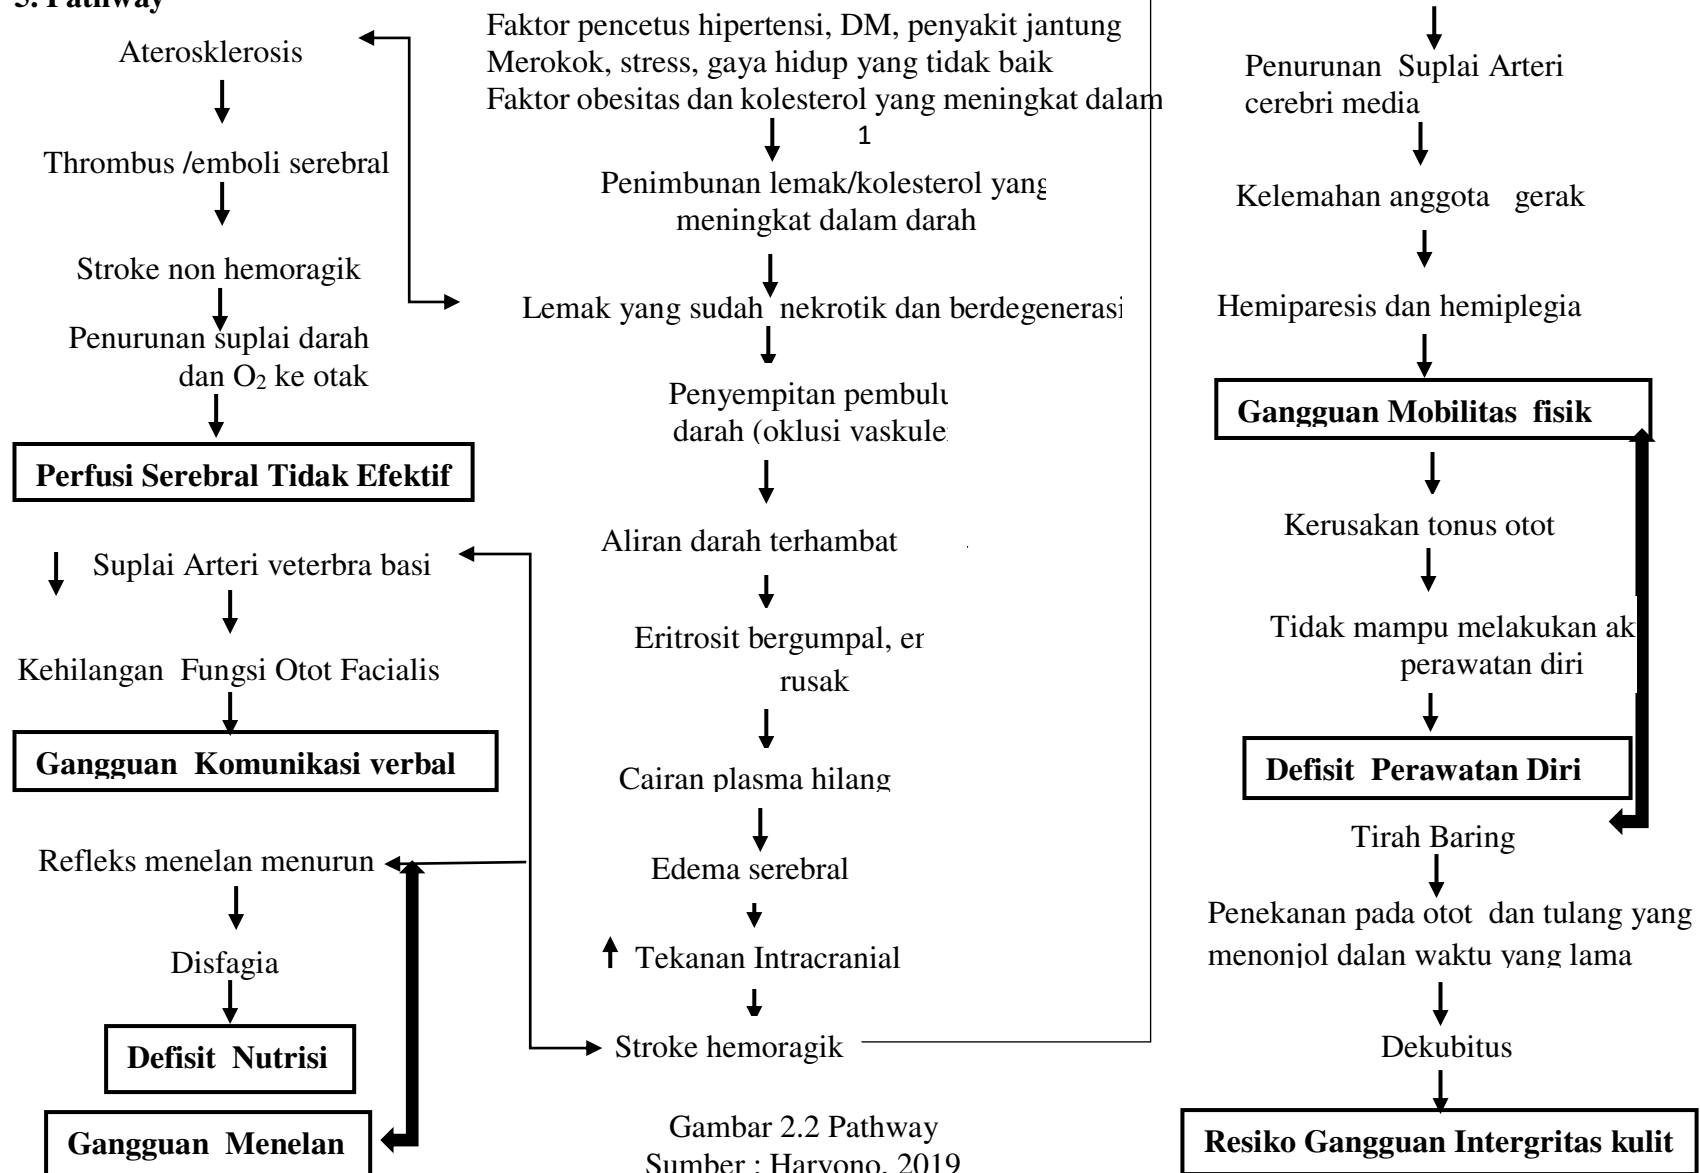 5. Pathway
Aterosklerosis
Thrombus /emboli serebral
Stroke non hemoragik
Penurunan suplai darah
dan O₂ ke otak
Perfusi Serebral Tidak Efektif
Suplai Arteri veterbra basi
Kehilangan Fungsi Otot Facialis
Gangguan Komunikasi verbal
Refleks menelan menurun
Disfagia
Defisit Nutrisi
Gangguan Menelan
Faktor pencetus hipertensi, DM, penyakit jantung
Merokok, stress, gaya hidup yang tidak baik
Faktor obesitas dan kolesterol yang meningkat dalam
1
Penimbunan lemak/kolesterol yang
meningkat dalam darah
Lemak yang sudah nekrotik dan berdegenerasi
Penyempitan pembulu
darah (oklusi vaskule
Aliran darah terhambat
Eritrosit bergumpal, en
rusak
Cairan plasma hilang
Edema serebral
Tekanan Intracranial
Stroke hemoragik
Gambar 2.2 Pathway
Sumber : Haryono, 2019
Penurunan Suplai Arteri
cerebri media
Kelemahan anggota gerak
Hemiparesis dan hemiplegia
Gangguan Mobilitas fisik
Kerusakan tonus otot
Tidak mampu melakukan ak
perawatan diri
Defisit Perawatan Diri
Tirah Baring
Penekanan pada otot dan tulang yang
menonjol dalan waktu yang lama
Dekubitus
Resiko Gangguan Intergritas kulit